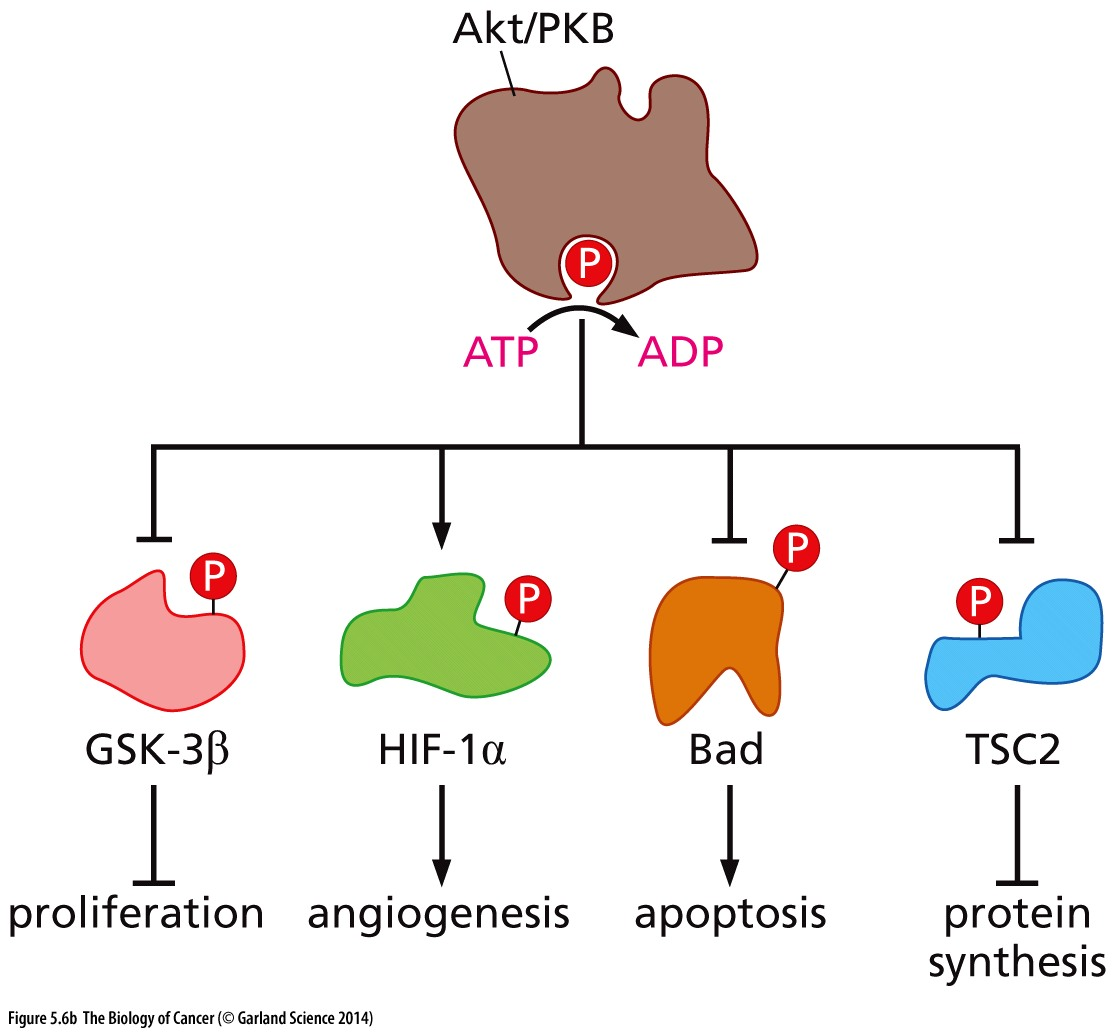 Akt/PKB
P
ATP
ADP
P
P
P
P
GSK-3β
HIF-1α
Bad
TSC2
proliferation
angiogenesis
apoptosis
protein
synthesis
Figure 5.6b The Biology of Cancer (© Garland Science 2014)